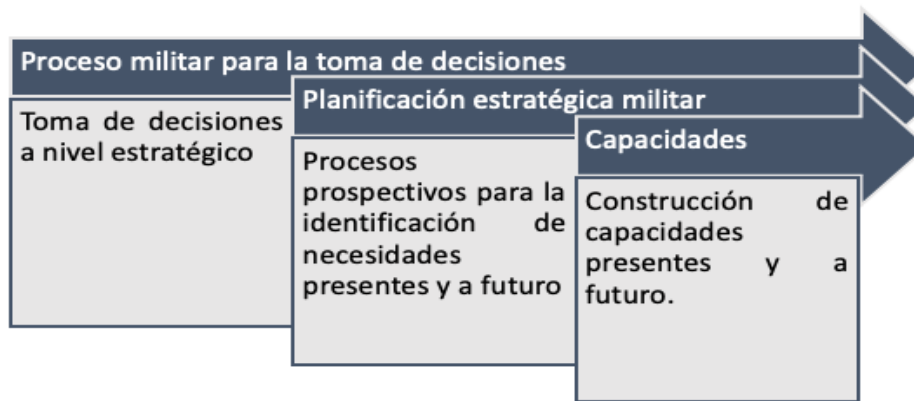 Proceso militar para la toma de decisiones
Toma de decisiones
a nivel estratégico
Planificación estratégica militar
Procesos
prospectivos para la
identificación de
necesidades
presentes y a futuro
Capacidades
Construcción de
capacidades
presentes y a
futuro.